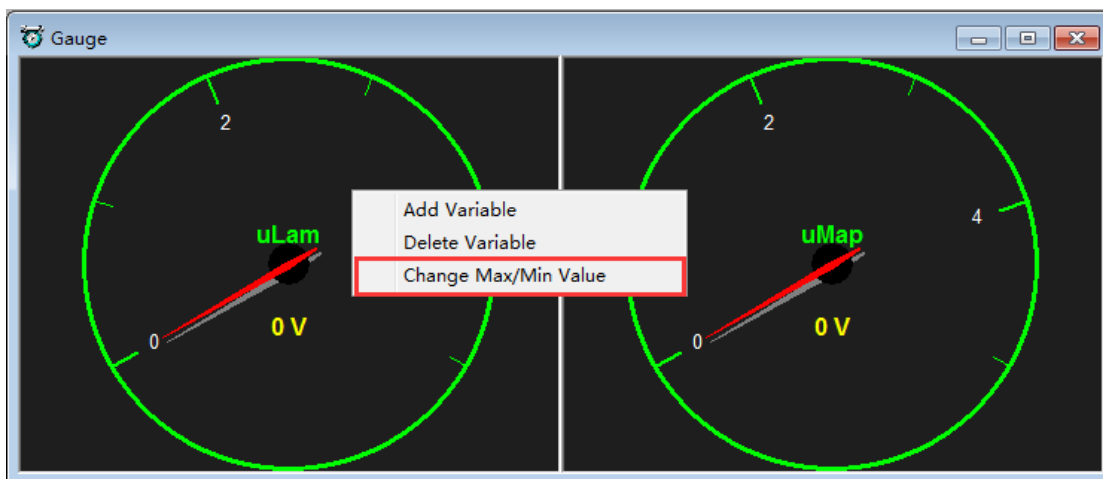 Gauge
2
uLam
0
0 V
Add Variable
Delete Variable
Change Max/Min Value
2
4
uMap
0
0 V